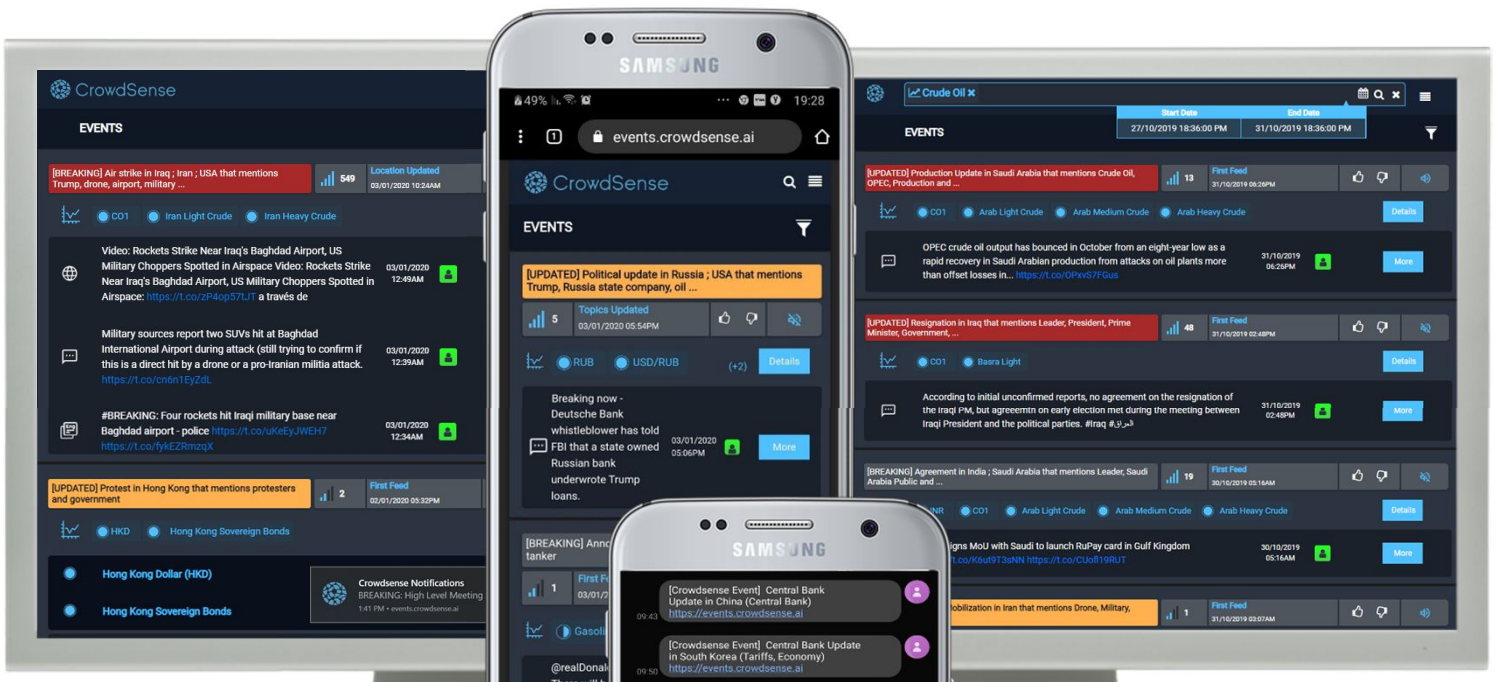 CrowdSense
EVENTS
[BREAKING] Air strike in Iraq ; Iran ; USA that mentions
Trump, drone, airport, military ...
549
Location Updated
03/01/2020 10:24AM
CO1
Iran Light Crude
Iran Heavy Crude
Video: Rockets Strike Near Iraq's Baghdad Airport, US
Military Choppers Spotted in Airspace Video: Rockets Strike
Near Iraq's Baghdad Airport, US Military Choppers Spotted in
Airspace: https://t.co/zP4op57tJT a través de
03/01/2020
12:49AM
Military sources report two SUVs hit at Baghdad
International Airport during attack (still trying to confirm if
this is a direct hit by a drone or a pro-Iranian militia attack.
https://t.co/cn6n1EyZdL
03/01/2020
12:39AM
#BREAKING: Four rockets hit Iraqi military base near
Baghdad airport - police https://t.co/uKeEyJWEH7
https://t.co/fykEZRmzqX
03/01/2020
12:34AM
[UPDATED] Protest in Hong Kong that mentions protesters
and government
2
First Feed
02/01/2020 05:32PM
HKD
Hong Kong Sovereign Bonds
Hong Kong Dollar (HKD)
Hong Kong Sovereign Bonds
Crowdsense Notifications
BREAKING: High Level Meeting
1:41 PM • events.crowdsense.ai
SAMSUNG
49%
19:28
1
events.crowdsense.ai
CrowdSense
EVENTS
[UPDATED] Political update in Russia ; USA that mentions
Trump, Russia state company, oil ...
5
Topics Updated
03/01/2020 05:54PM
RUB
USD/RUB
(+2)
Details
Breaking now -
Deutsche Bank
whistleblower has told
FBI that a state owned
Russian bank
underwrote Trump
loans.
03/01/2020
05:06PM
More
[BREAKING]
tanker
1
First
03/01/2
@realDonal
SAMSUNG
[Crowdsense Event] Central Bank
Update in China (Central Bank)
https://events.crowdsense.ai
09:43
[Crowdsense Event] Central Bank Update
in South Korea (Tariffs, Economy)
https://events.crowdsense.ai
09:50
Crude Oil
Start Date
End Date
27/10/2019 18:36:00 PM
31/10/2019 18:36:00 PM
EVENTS
[UPDATED] Production Update in Saudi Arabia that mentions Crude Oil,
OPEC, Production and ...
13
First Feed
31/10/2019 06:26PM
CO1
Arab Light Crude
Arab Medium Crude
Arab Heavy Crude
Details
OPEC crude oil output has bounced in October from an eight-year low as a
rapid recovery in Saudi Arabian production from attacks on oil plants more
than offset losses in... https://t.co/OPxvS7FGus
31/10/2019
06:26PM
More
[UPDATED] Resignation in Iraq that mentions Leader, President, Prime
Minister, Government, ...
48
First Feed
31/10/2019 02:48PM
CO1
Basra Light
Details
According to initial unconfirmed reports, no agreement on the resignation of
the Iraqi PM, but agreeemtn on early election met during the meeting between
Iraqi President and the political parties. #Iraq #العراق
31/10/2019
02:48PM
More
[BREAKING] Agreement in India ; Saudi Arabia that mentions Leader, Saudi
Arabia Public and ...
19
First Feed
30/10/2019 05:16AM
INR
CO1
Arab Light Crude
Arab Medium Crude
Arab Heavy Crude
Details
igns MoU with Saudi to launch RuPay card in Gulf Kingdom
t.co/K6ut9T3sNN https://t.co/CUofl19RUT
30/10/2019
05:16AM
More
obilization in Iran that mentions Drone, Military,
1
First Feed
31/10/2019 03:07AM